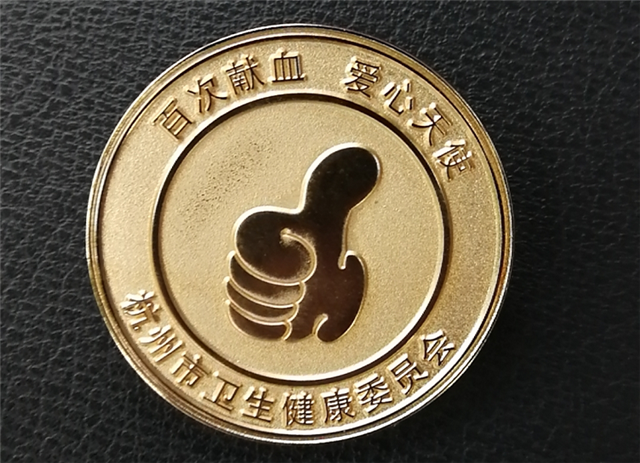 百次献血 爱心天使
杭州市卫生健康委员会